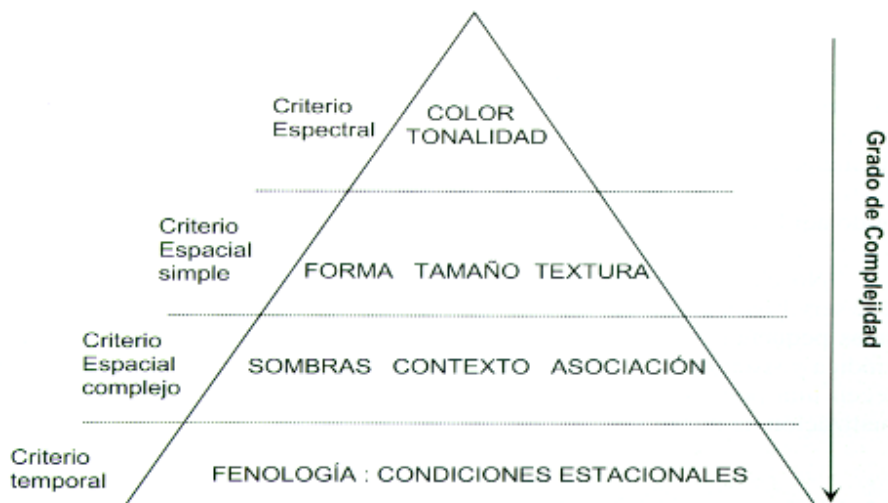 Criterio
Espectral
COLOR
TONALIDAD
Criterio
Espacial
simple
FORMA TAMAÑO TEXTURA
Criterio
Espacial
complejo
SOMBRAS CONTEXTO ASOCIACIÓN
Criterio
temporal
FENOLOGÍA : CONDICIONES ESTACIONALES
Grado de Complejidad